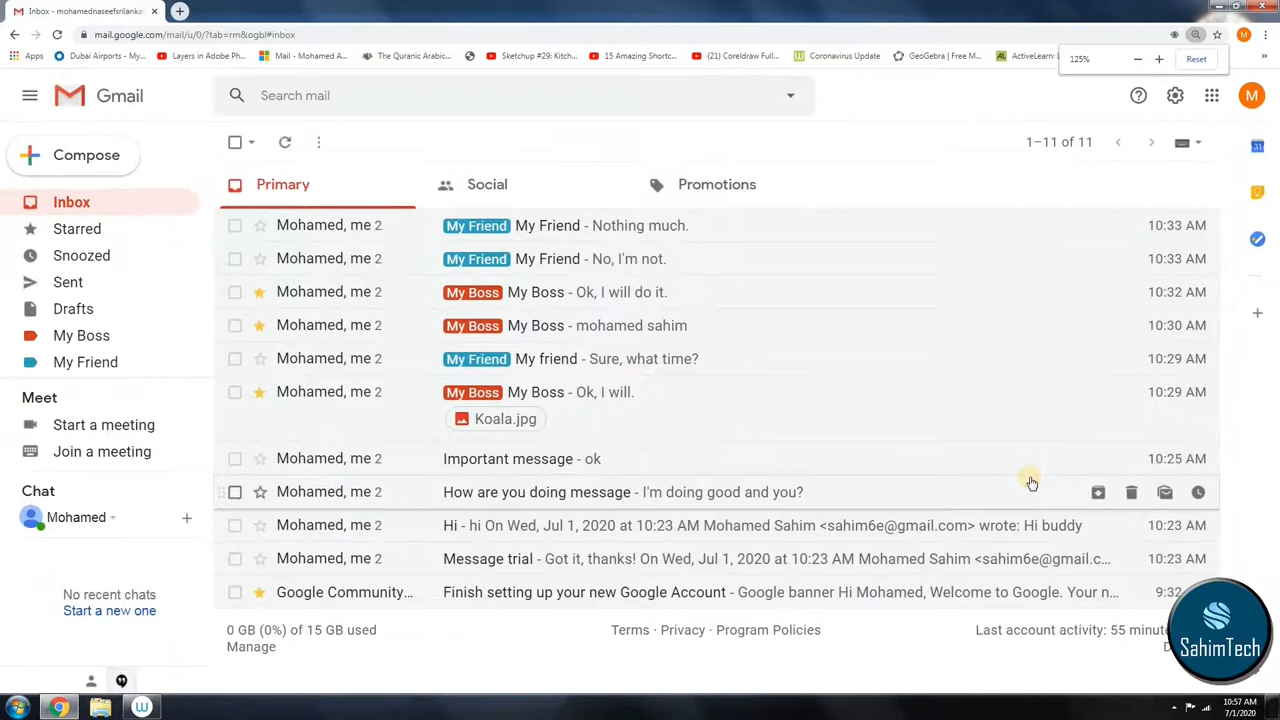 Inbox - mohamednaseefsrilanka
mail.google.com/mail/u/0/?tab=rm&ogbl#inbox
M
Apps
Dubai Airports - My...
Layers in Adobe Ph...
Mail - Mohamed A...
The Quranic Arabic...
Sketchup #29: Kitch...
15 Amazing Shortc...
(21) Coreldraw Full...
Coronavirus Update
GeoGebra | Free M...
ActiveLearn
125%
Reset
Gmail
Search mail
M
Compose
1–11 of 11
Inbox
Starred
Snoozed
Sent
Drafts
My Boss
My Friend
Primary
Social
Promotions
Mohamed, me 2 My Friend My Friend - Nothing much. 10:33 AM
Mohamed, me 2 My Friend My Friend - No, I'm not. 10:33 AM
Mohamed, me 2 My Boss My Boss - Ok, I will do it. 10:32 AM
Mohamed, me 2 My Boss My Boss - mohamed sahim 10:30 AM
Mohamed, me 2 My Friend My friend - Sure, what time? 10:29 AM
Mohamed, me 2 My Boss My Boss - Ok, I will. 10:29 AM
Koala.jpg
Mohamed, me 2 Important message - ok 10:25 AM
Mohamed, me 2 How are you doing message - I'm doing good and you?
Mohamed, me 2 Hi - hi On Wed, Jul 1, 2020 at 10:23 AM Mohamed Sahim <sahim6e@gmail.com> wrote: Hi buddy 10:23 AM
Mohamed, me 2 Message trial - Got it, thanks! On Wed, Jul 1, 2020 at 10:23 AM Mohamed Sahim <sahim6e@gmail.c... 10:23 AM
Google Community... Finish setting up your new Google Account - Google banner Hi Mohamed, Welcome to Google. Your n... 9:32
Meet
Start a meeting
Join a meeting
Chat
Mohamed
No recent chats
Start a new one
0 GB (0%) of 15 GB used
Manage
Terms · Privacy · Program Policies
Last account activity: 55 minut
D
31
SahimTech
10:57 AM
7/1/2020